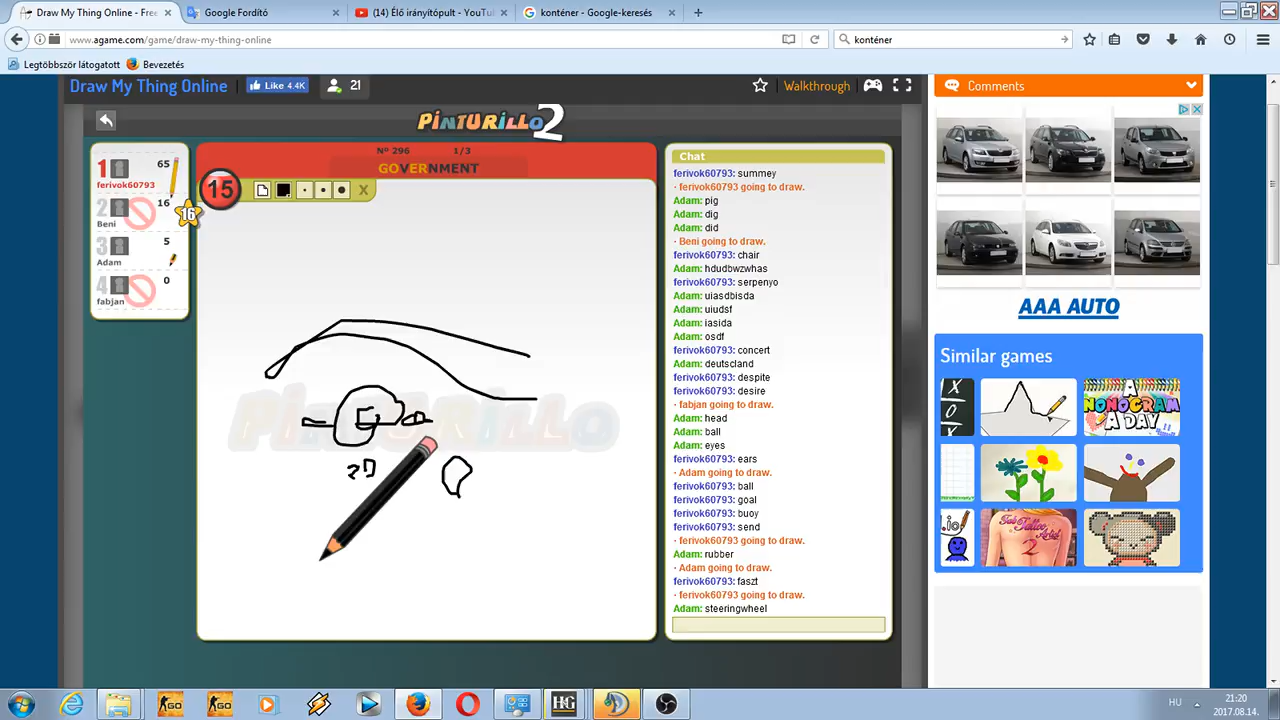 Draw My Thing Online - Free
Google Fordító
(14) Élő irányítópult - YouTu
konténer - Google-keresés
www.agame.com/game/draw-my-thing-online
konténer
Legtöbbször látogatott
Bevezetés
Draw My Thing Online
Like 4.4K
21
Walkthrough
PiNTURiLLO 2
Nº 296 1/3
GOVERNMENT
15
X
1 65
ferivok60793
2 16
Beni
16
3 5
Adam
4 0
fabjan
PiNTURiLLO
2D
Chat
ferivok60793: summey
· ferivok60793 going to draw.
Adam: pig
Adam: dig
Adam: did
· Beni going to draw.
ferivok60793: chair
Adam: hdudbwzwhas
ferivok60793: serpenyo
Adam: uiasdbisda
Adam: uiudsf
Adam: iasida
Adam: osdf
ferivok60793: concert
Adam: deutscland
ferivok60793: despite
ferivok60793: desire
· fabjan going to draw.
Adam: head
Adam: ball
Adam: eyes
ferivok60793: ears
· Adam going to draw.
ferivok60793: ball
ferivok60793: goal
ferivok60793: buoy
ferivok60793: send
· ferivok60793 going to draw.
Adam: rubber
· Adam going to draw.
ferivok60793: faszt
· ferivok60793 going to draw.
Adam: steeringwheel
Comments
AAA AUTO
Similar games
A NONOGRAM A DAY
.io
Tattoo Artist 2
HU
21:20
2017.08.14.